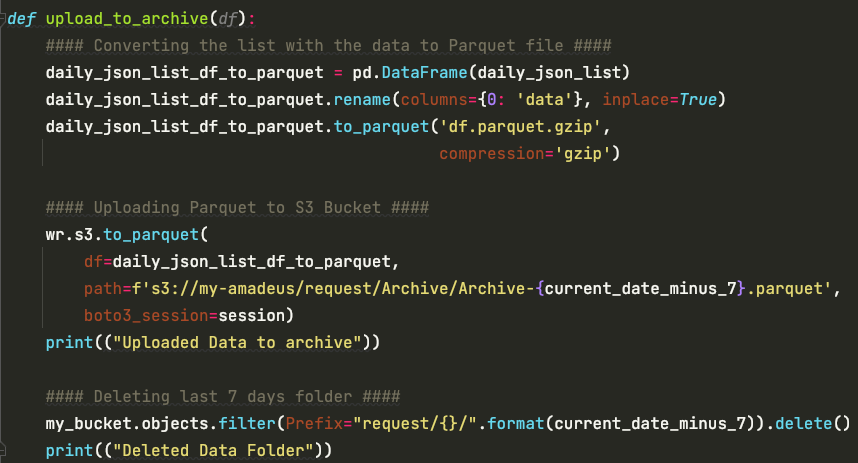 def upload_to_archive(df):
    #### Converting the list with the data to Parquet file ####
    daily_json_list_df_to_parquet = pd.DataFrame(daily_json_list)
    daily_json_list_df_to_parquet.rename(columns={0: 'data'}, inplace=True)
    daily_json_list_df_to_parquet.to_parquet('df.parquet.gzip',
                                             compression='gzip')

    #### Uploading Parquet to S3 Bucket ####
    wr.s3.to_parquet(
        df=daily_json_list_df_to_parquet,
        path=f's3://my-amadeus/request/Archive/Archive-{current_date_minus_7}.parquet',
        boto3_session=session)
    print(("Uploaded Data to archive"))

    #### Deleting last 7 days folder ####
    my_bucket.objects.filter(Prefix="request/{}/".format(current_date_minus_7)).delete()
    print(("Deleted Data Folder"))